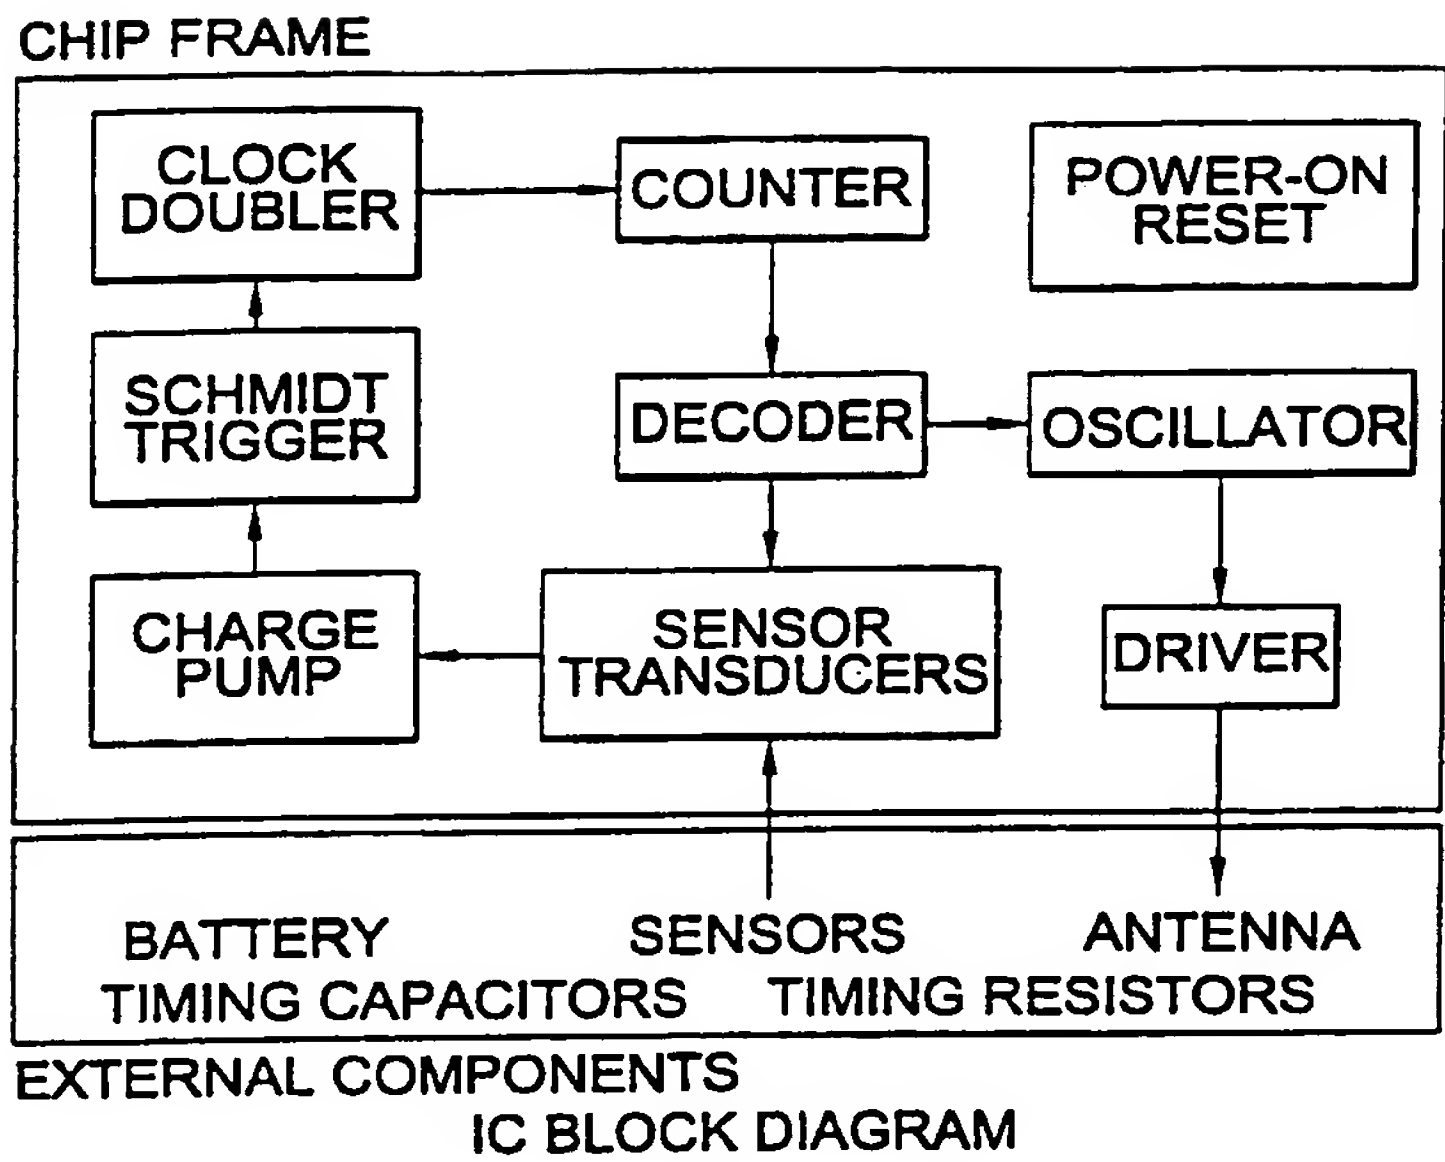 CHIP FRAME
CLOCK
DOUBLER
COUNTER
POWER-ON
RESET
SCHMIDT
TRIGGER
DECODER
OSCILLATOR
CHARGE
PUMP
SENSOR
TRANSDUCERS
DRIVER
BATTERY
SENSORS
ANTENNA
TIMING CAPACITORS
TIMING RESISTORS
EXTERNAL COMPONENTS
IC BLOCK DIAGRAM